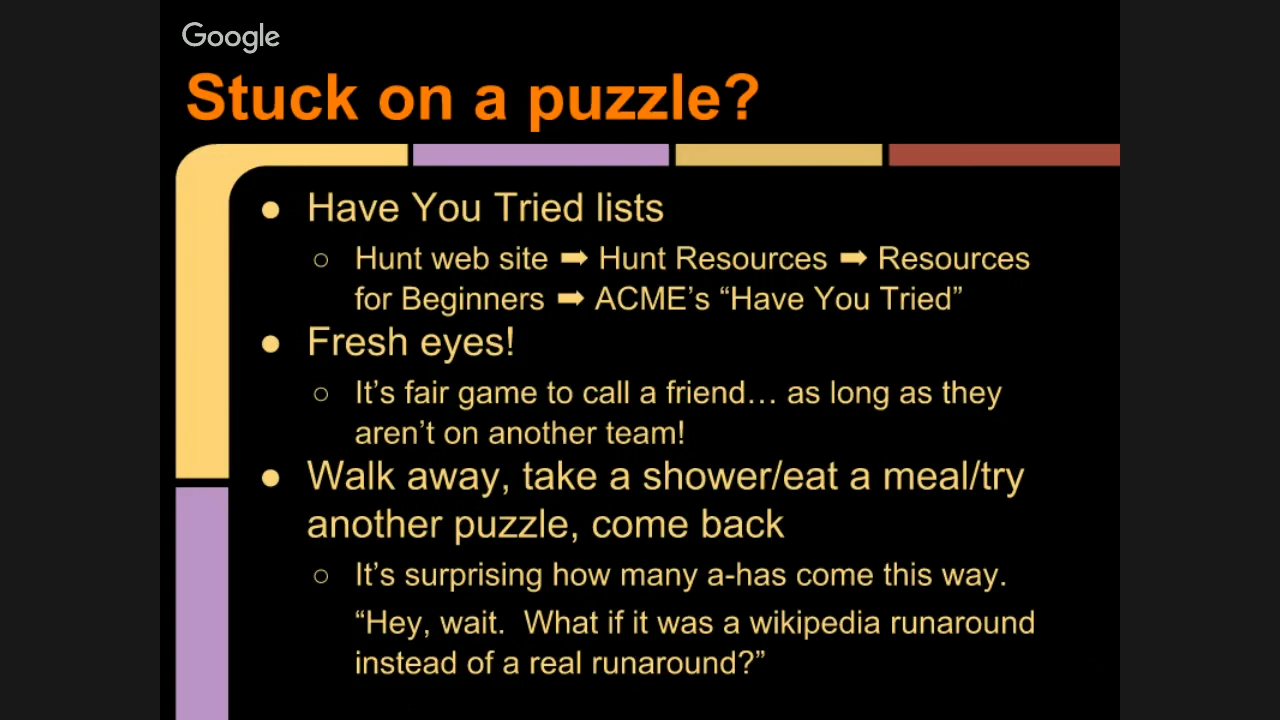 Google
Stuck on a puzzle?
● Have You Tried lists
○ Hunt web site ➡ Hunt Resources ➡ Resources
for Beginners ➡ ACME’s “Have You Tried”
● Fresh eyes!
○ It’s fair game to call a friend… as long as they
aren’t on another team!
● Walk away, take a shower/eat a meal/try
another puzzle, come back
○ It’s surprising how many a-has come this way.
“Hey, wait.  What if it was a wikipedia runaround
instead of a real runaround?”